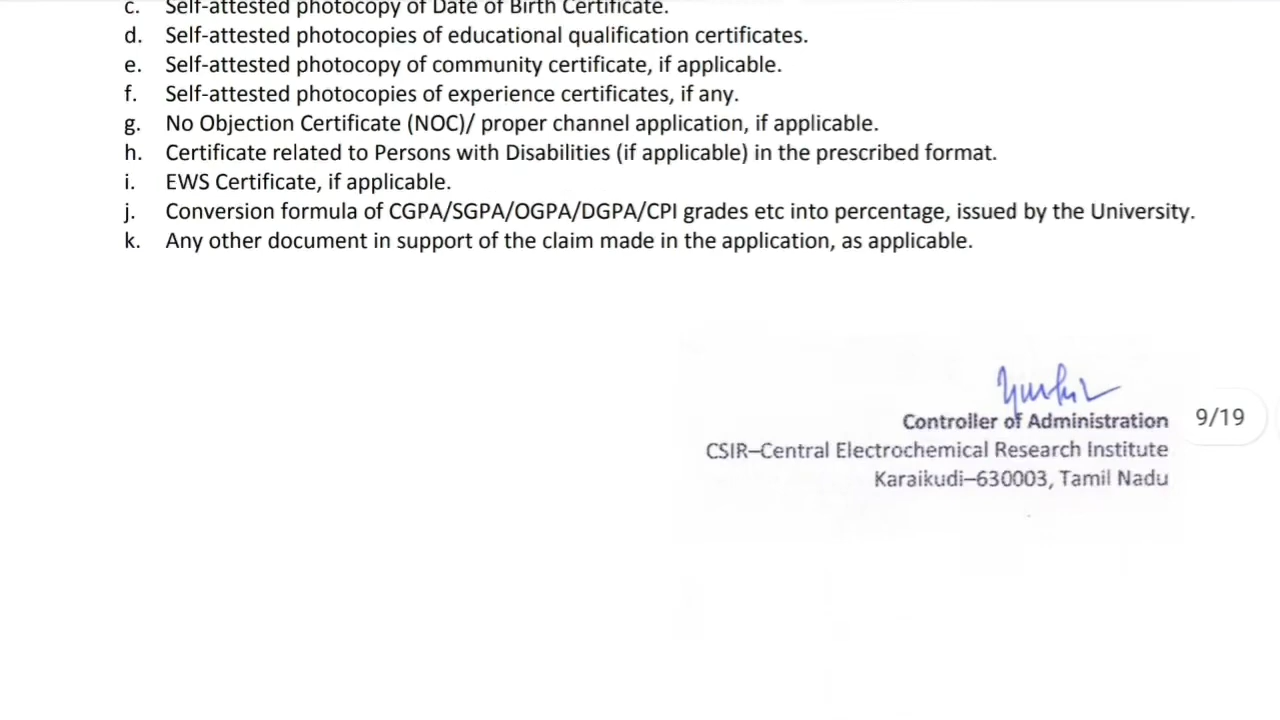 c. Self-attested photocopy of Date of Birth Certificate.
d. Self-attested photocopies of educational qualification certificates.
e. Self-attested photocopy of community certificate, if applicable.
f. Self-attested photocopies of experience certificates, if any.
g. No Objection Certificate (NOC)/ proper channel application, if applicable.
h. Certificate related to Persons with Disabilities (if applicable) in the prescribed format.
i. EWS Certificate, if applicable.
j. Conversion formula of CGPA/SGPA/OGPA/DGPA/CPI grades etc into percentage, issued by the University.
k. Any other document in support of the claim made in the application, as applicable.
Controller of Administration
9/19
CSIR–Central Electrochemical Research Institute
Karaikudi–630003, Tamil Nadu